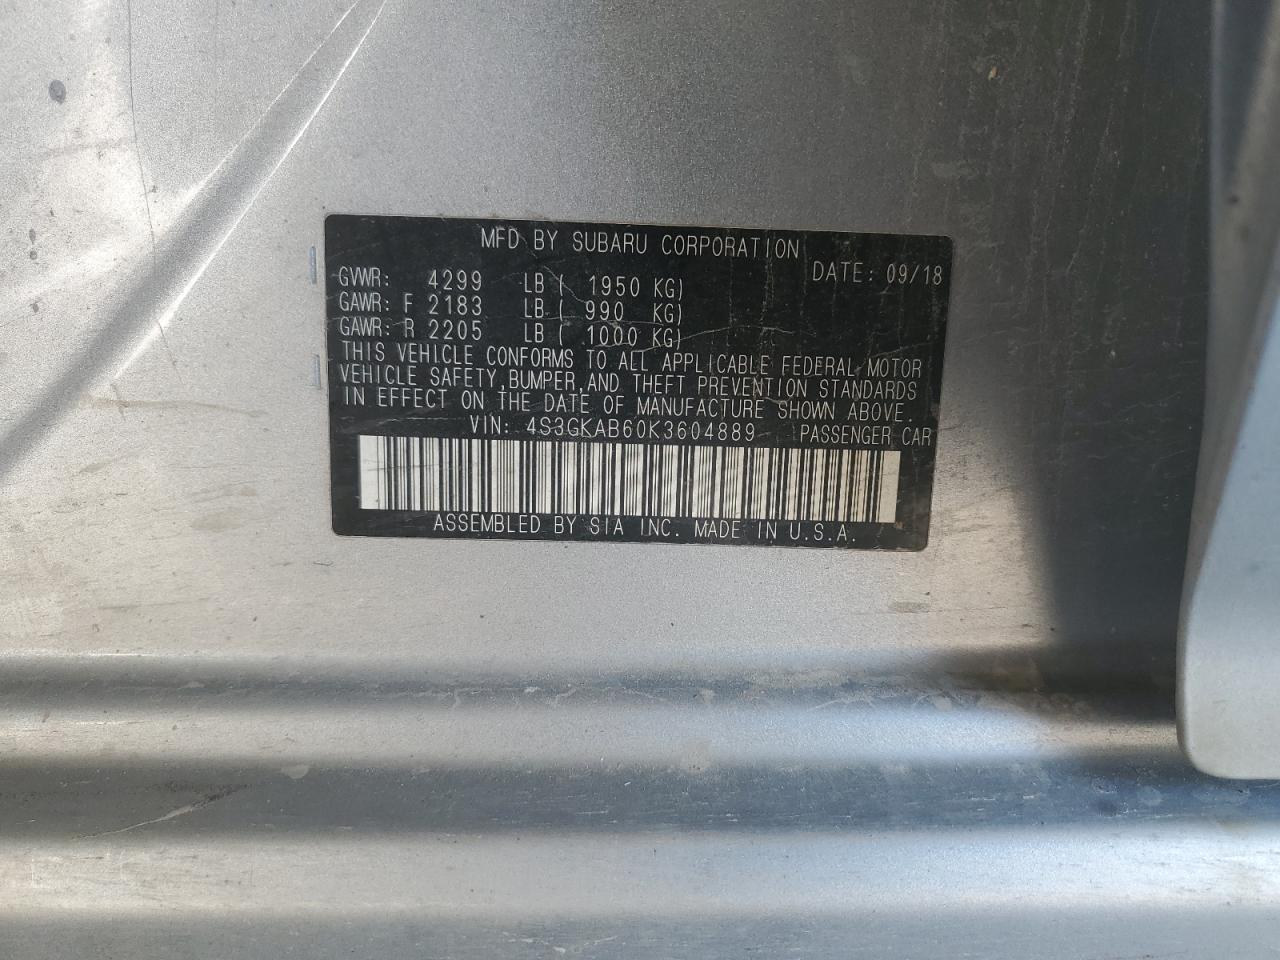 MFD BY SUBARU CORPORATION
DATE: 09/18
GVWR: 4299 LB ( 1950 KG)
GAWR: F 2183 LB ( 990 KG)
GAWR: R 2205 LB ( 1000 KG)
THIS VEHICLE CONFORMS TO ALL APPLICABLE FEDERAL MOTOR
VEHICLE SAFETY, BUMPER, AND THEFT PREVENTION STANDARDS
IN EFFECT ON THE DATE OF MANUFACTURE SHOWN ABOVE.
VIN: 4S3GKAB60K3604889 PASSENGER CAR
ASSEMBLED BY SIA INC. MADE IN U.S.A.